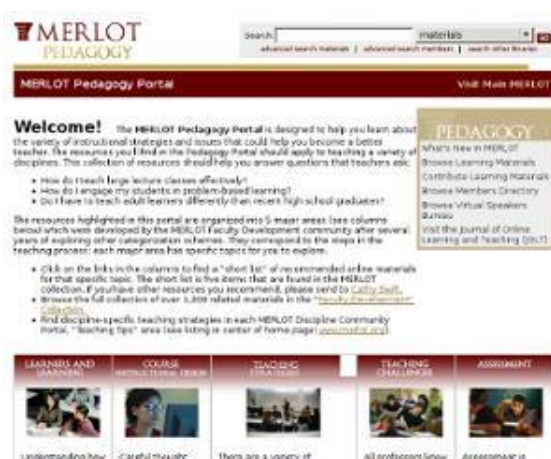 MERLOT
PEDAGOGY
Search: materials
advanced search materials | advanced search members | search other libraries
MERLOT Pedagogy Portal
Visit Main MERLOT
Welcome! The MERLOT Pedagogy Portal is designed to help you learn about
the variety of instructional strategies and issues that could help you become a better
teacher. The resources you'll find in the Pedagogy Portal should apply to teaching a variety of
disciplines. This collection of resources should help you answer questions that teachers ask:
How do I teach large lecture classes effectively?
How do I engage my students in problem-based learning?
Do I have to teach adult learners differently than recent high school graduates?
The resources highlighted in this portal are organized into 5 major areas (see columns
below) which were developed by the MERLOT Faculty Development community after several
years of exploring other categorization schemes. They correspond to the steps in the
teaching process: each major area has specific topics for you to explore.
Click on the links in the columns to find a "short list" of recommended online materials
for that specific topic. The short list is five items that are found in the MERLOT
collection. If you have other resources you recommend, please send to Cathy Swift.
Browse the full collection of over related materials in the "Faculty Development"
Collection.
Find discipline-specific teaching strategies in each MERLOT Discipline Community
Portal, "Teaching Tips" area (see listing in center of home page: www.merlot.org).
PEDAGOGY
What's New in MERLOT
Browse Learning Materials
Contribute Learning Materials
Browse Members Directory
Browse Virtual Speakers
Bureau
Visit the Journal of Online
Learning and Teaching (JOLT)
LEARNERS AND
LEARNING
COURSE
INSTRUCTIONAL DESIGN
TEACHING
STRATEGIES
TEACHING
CHALLENGES
ASSESSMENT
Understanding how
Careful thought
There are a variety of
All professors know
Assessment is